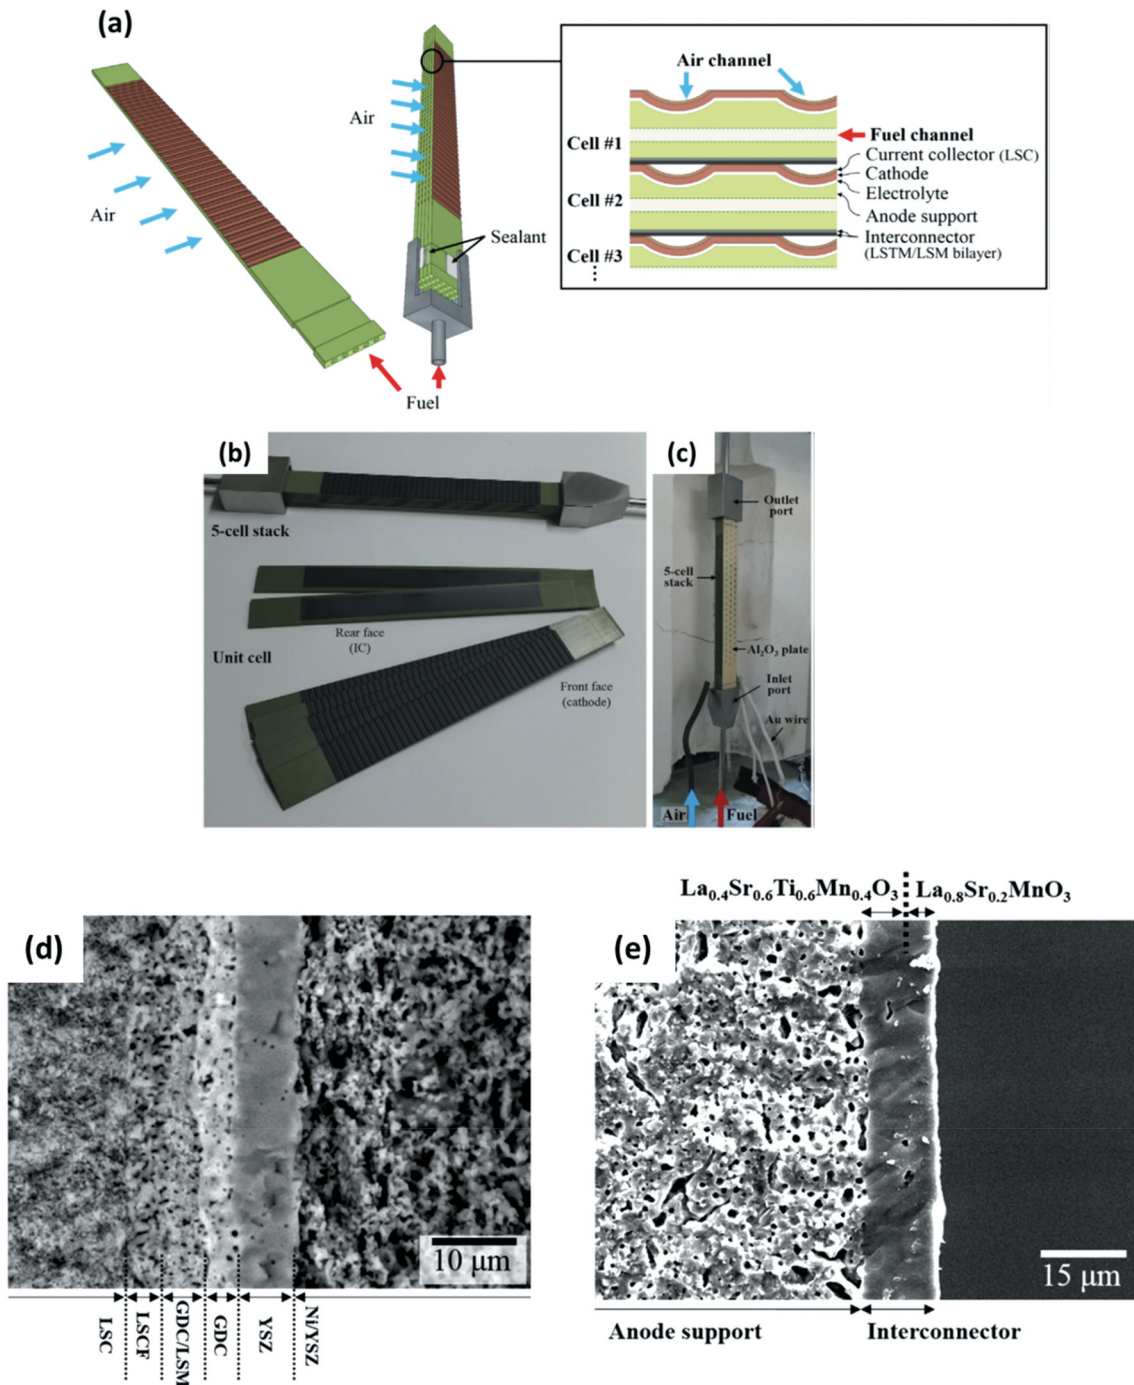 (a)
Air
Fuel
Air
Sealant
Air channel
Cell #1
Cell #2
Cell #3
⋮
Fuel channel
Current collector (LSC)
Cathode
Electrolyte
Anode support
Interconnector
(LSTM/LSM bilayer)
(b)
5-cell stack
Rear face
(IC)
Unit cell
Front face
(cathode)
(c)
Outlet
port
5-cell
stack
Al₂O₃ plate
Inlet
port
Au wire
Air
Fuel
(d)
10 μm
LSC
LSCF
GDC/LSM
GDC
YSZ
Ni/YSZ
La₀.₄Sr₀.₆Ti₀.₆Mn₀.₄O₃
La₀.₈Sr₀.₂MnO₃
(e)
15 μm
Anode support
Interconnector